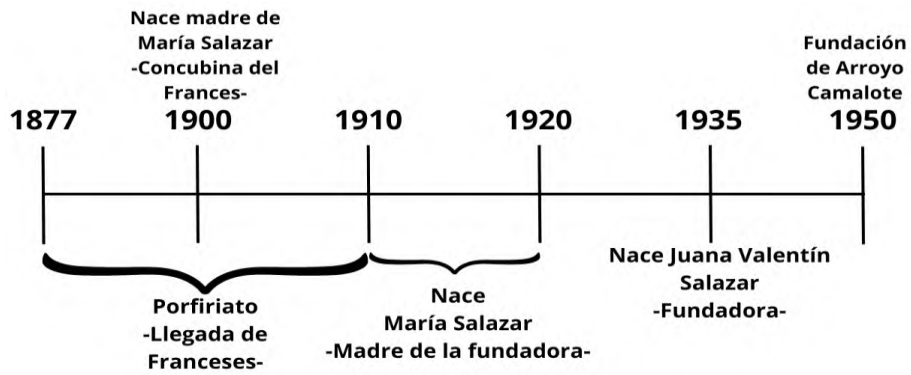 Nace madre de
María Salazar
-Concubina del
Frances-
Fundación
de Arroyo
Camalote
1877 1900 1910 1920 1935 1950
Porfiriato
-Llegada de
Franceses-
Nace
María Salazar
-Madre de la fundadora-
Nace Juana Valentín
Salazar
-Fundadora-